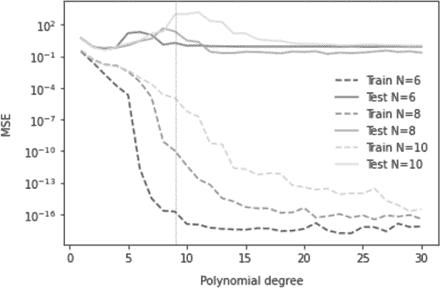 MSE
10²
10⁻¹
10⁻⁴
10⁻⁷
10⁻¹⁰
10⁻¹³
10⁻¹⁶
Train N=6
Test N=6
Train N=8
Test N=8
Train N=10
Test N=10
0 5 10 15 20 25 30
Polynomial degree